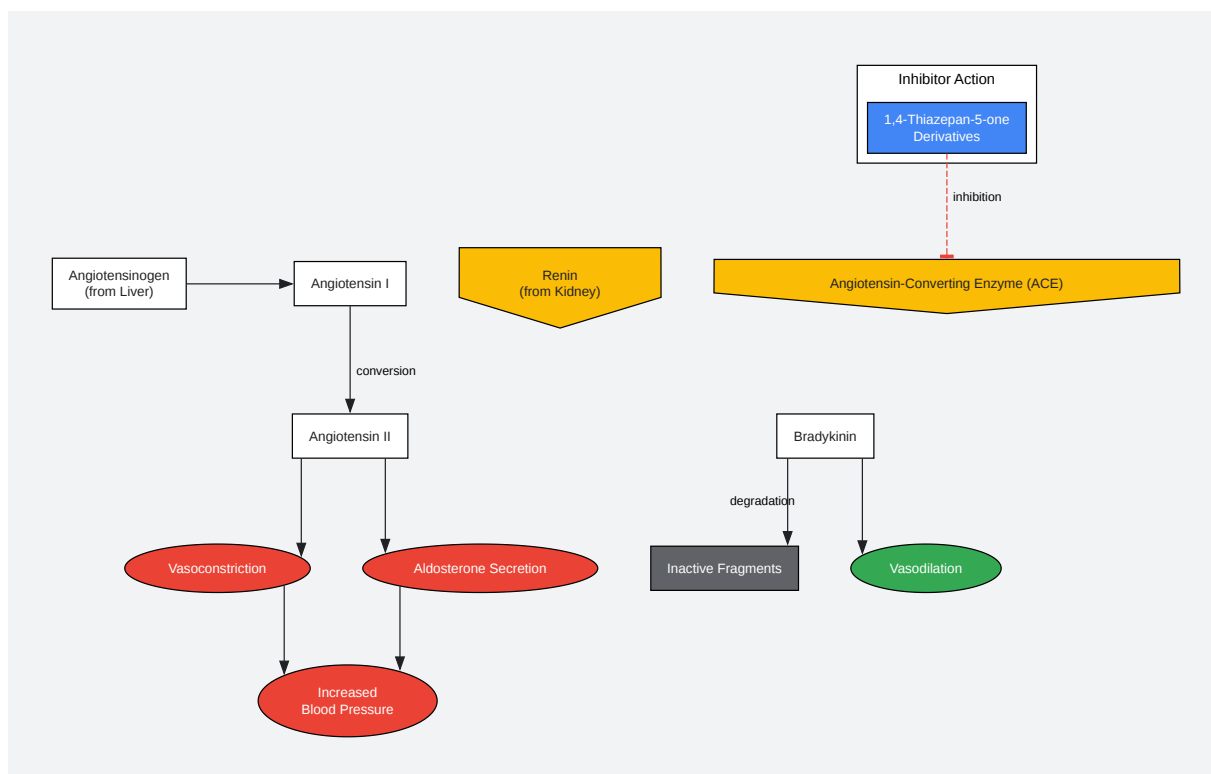 Inhibitor Action
1,4-Thiazepan-5-one
Derivatives
inhibition
Angiotensinogen
(from Liver)
Angiotensin I
Renin
(from Kidney)
Angiotensin-Converting Enzyme (ACE)
conversion
Angiotensin II
Bradykinin
degradation
Vasoconstriction
Aldosterone Secretion
Inactive Fragments
Vasodilation
Increased
Blood Pressure